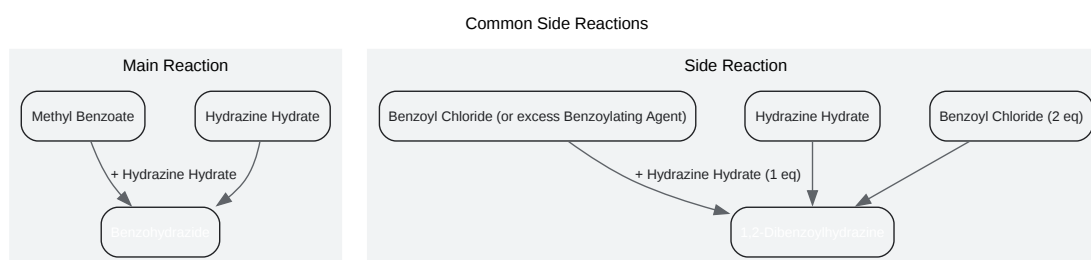 Common Side Reactions
Main Reaction
Methyl Benzoate
Hydrazine Hydrate
+ Hydrazine Hydrate
Benzohydrazide
Side Reaction
Benzoyl Chloride (or excess Benzoylating Agent)
Hydrazine Hydrate
Benzoyl Chloride (2 eq)
+ Hydrazine Hydrate (1 eq)
1,2-Dibenzoylhydrazine